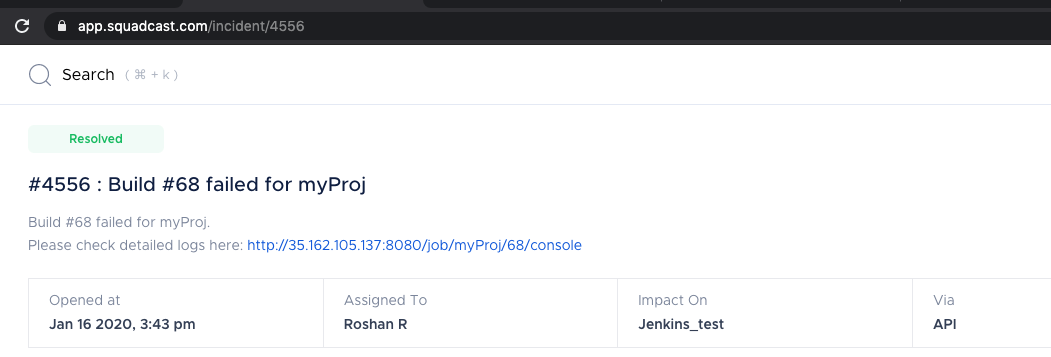 app.squadcast.com/incident/4556
Search ( ⌘ + k )
Resolved
#4556 : Build #68 failed for myProj
Build #68 failed for myProj.
Please check detailed logs here: http://35.162.105.137:8080/job/myProj/68/console
Opened at Assigned To Impact On Via
Jan 16 2020, 3:43 pm Roshan R Jenkins_test API